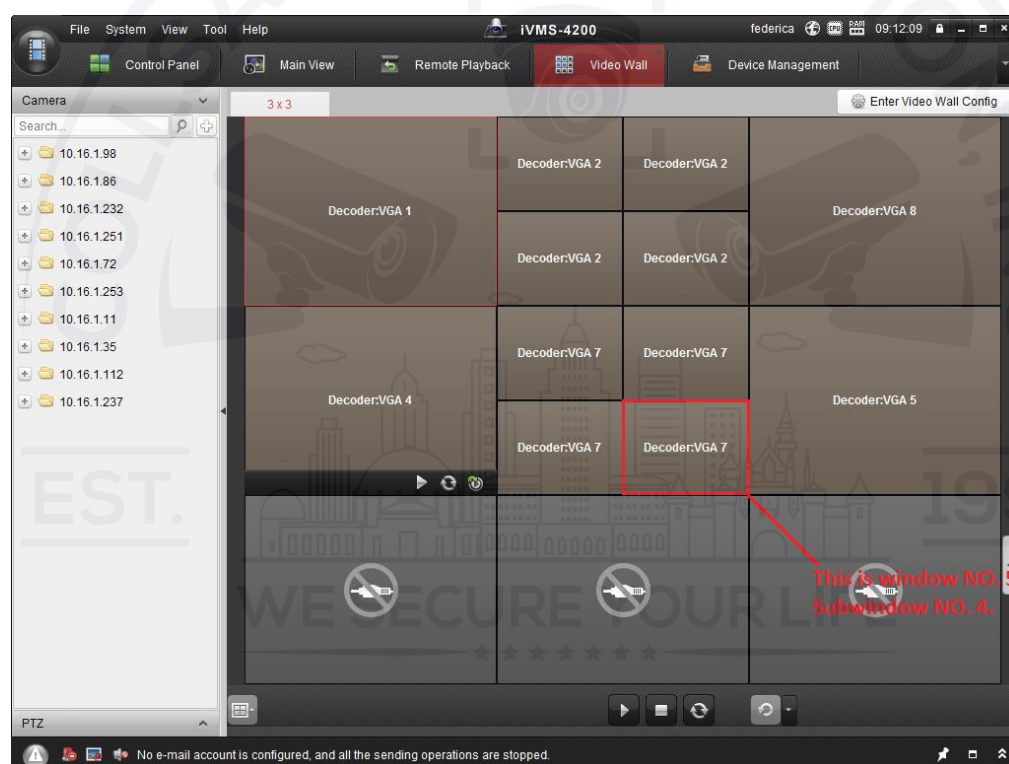 File System View Tool Help iVMS-4200 federica CPU RAM 09:12:09
Control Panel Main View Remote Playback Video Wall Device Management
Camera 3 x 3 Enter Video Wall Config
Search...
10.16.1.98
10.16.1.86
10.16.1.232
10.16.1.251
10.16.1.72
10.16.1.253
10.16.1.11
10.16.1.35
10.16.1.112
10.16.1.237
Decoder:VGA 1
Decoder:VGA 2 Decoder:VGA 2
Decoder:VGA 2 Decoder:VGA 2
Decoder:VGA 8
Decoder:VGA 4
Decoder:VGA 7 Decoder:VGA 7
Decoder:VGA 7 Decoder:VGA 7
Decoder:VGA 5
This is window NO. 5
Subwindow NO. 4.
EST.
WE SECURE YOUR
PTZ
No e-mail account is configured, and all the sending operations are stopped.